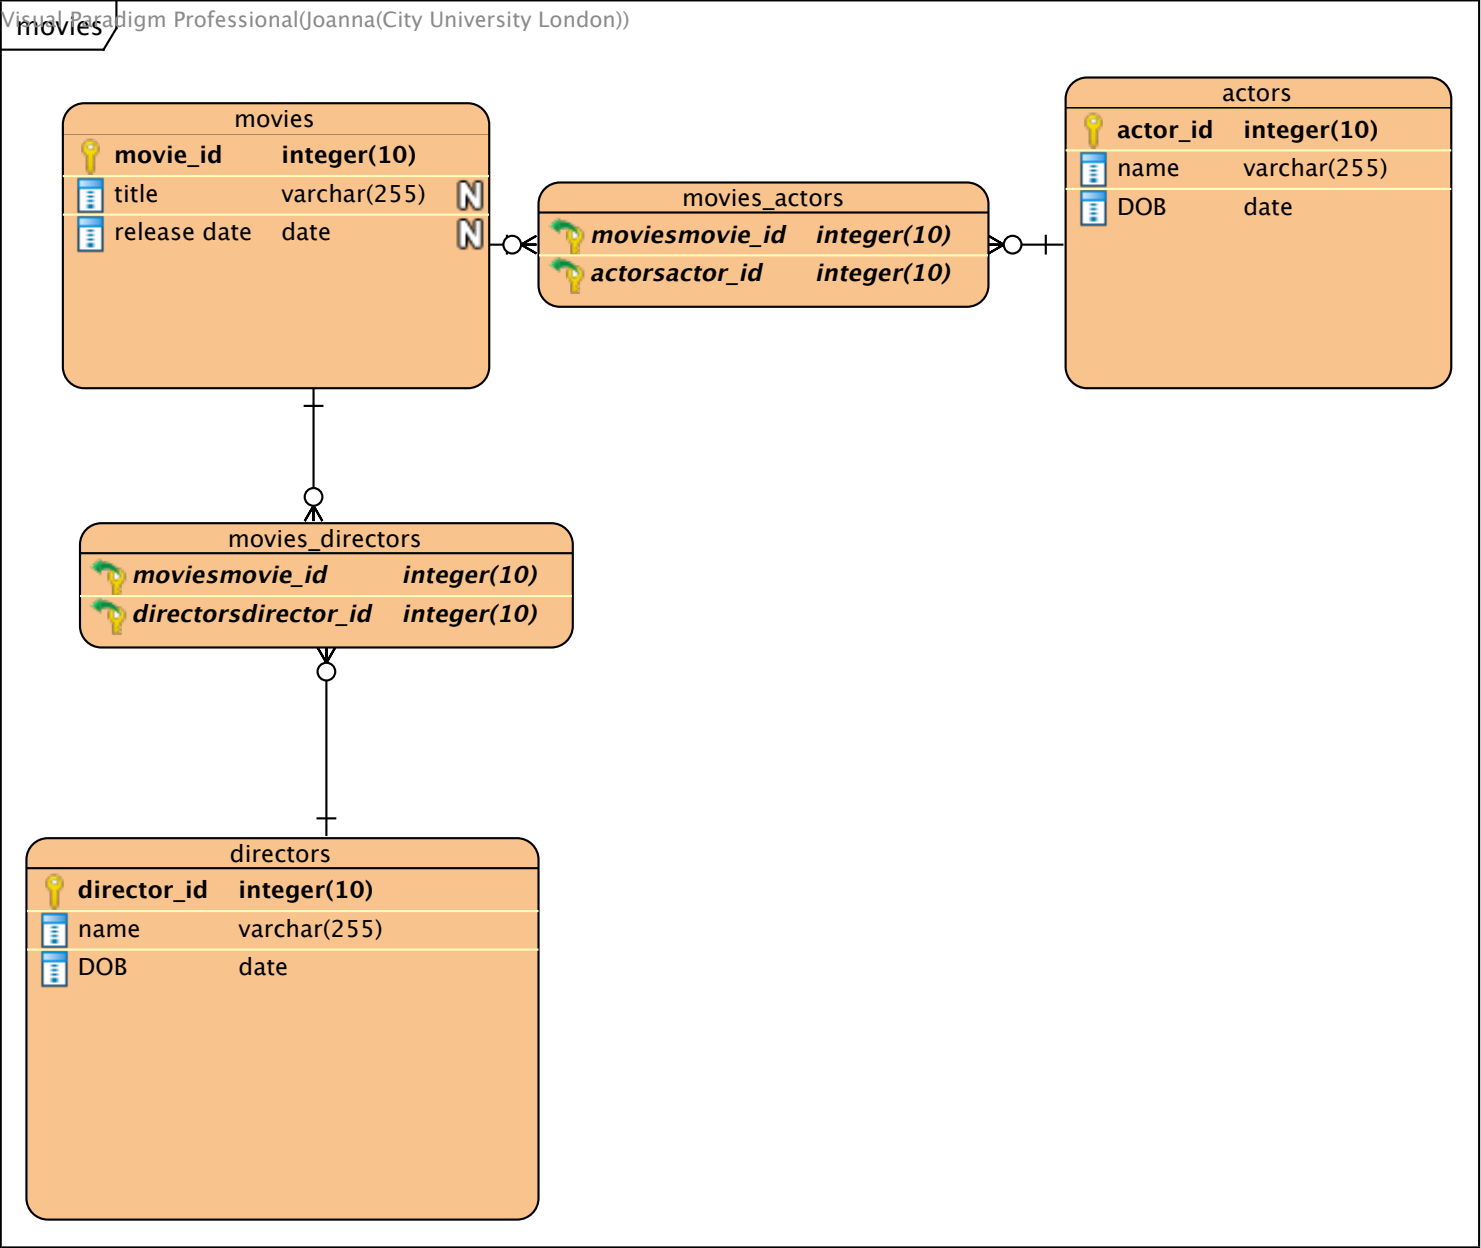 Visual Paradigm Professional(Joanna(City University London))
movies
movies
movie_id integer(10)
title varchar(255) N
release date date N
actors
actor_id integer(10)
name varchar(255)
DOB date
movies_actors
moviesmovie_id integer(10)
actorsactor_id integer(10)
movies_directors
moviesmovie_id integer(10)
directorsdirector_id integer(10)
directors
director_id integer(10)
name varchar(255)
DOB date